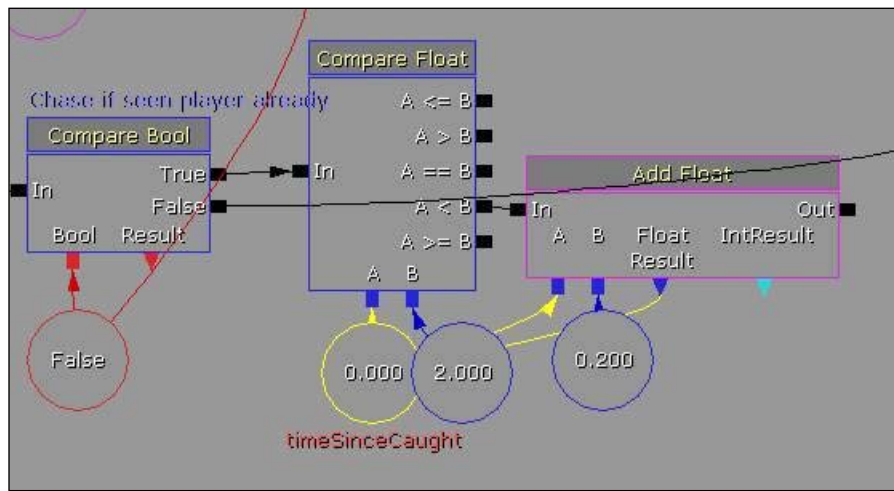 Compare Float
Chase if seen player already
A <= B
Compare Bool
A > B
True
In
A == B
Add Float
In
False
A < B
In
Out
Bool
Result
A >= B
A
B
Float Result
IntResult
A
B
False
0.000
2.000
0.200
timeSinceCaught